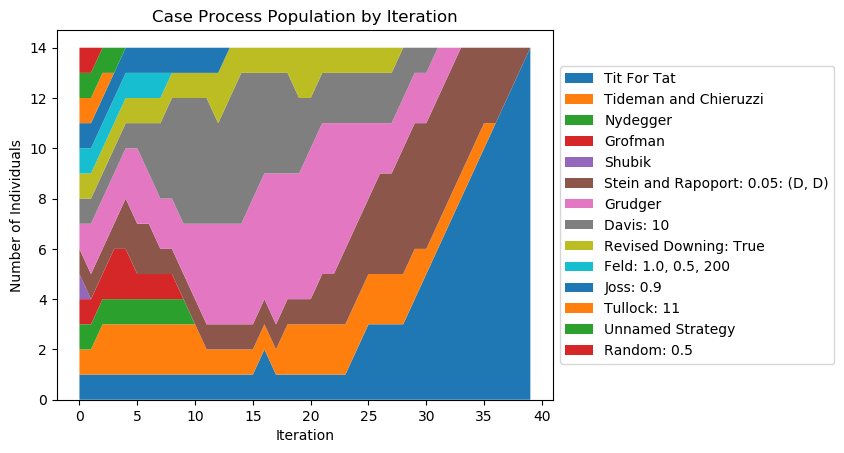 Case Process Population by Iteration
Number of Individuals
14
12
10
8
6
4
2
0
0 5 10 15 20 25 30 35 40
Iteration
Tit For Tat
Tideman and Chieruzzi
Nydegger
Grofman
Shubik
Stein and Rapoport: 0.05: (D, D)
Grudger
Davis: 10
Revised Downing: True
Feld: 1.0, 0.5, 200
Joss: 0.9
Tullock: 11
Unnamed Strategy
Random: 0.5